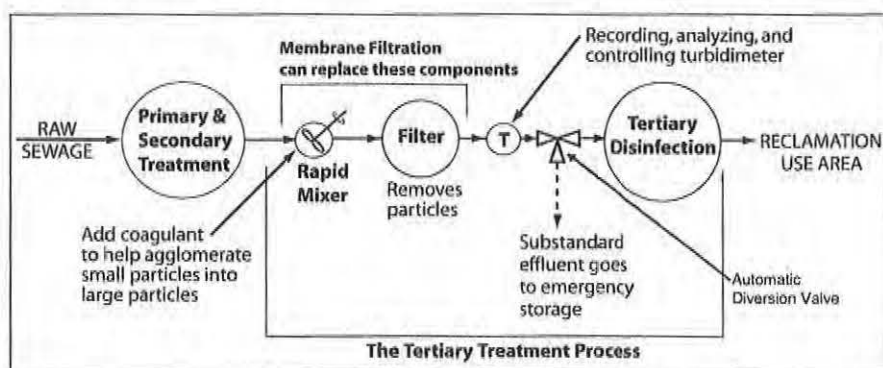 Recording, analyzing, and
controlling turbidimeter
Membrane Filtration
can replace these components
RAW
SEWAGE
Primary &
Secondary
Treatment
Rapid
Mixer
Filter
Removes
particles
T
Tertiary
Disinfection
RECLAMATION
USE AREA
Add coagulant
to help agglomerate
small particles into
large particles
Substandard
effluent goes
to emergency
storage
Automatic
Diversion Valve
The Tertiary Treatment Process